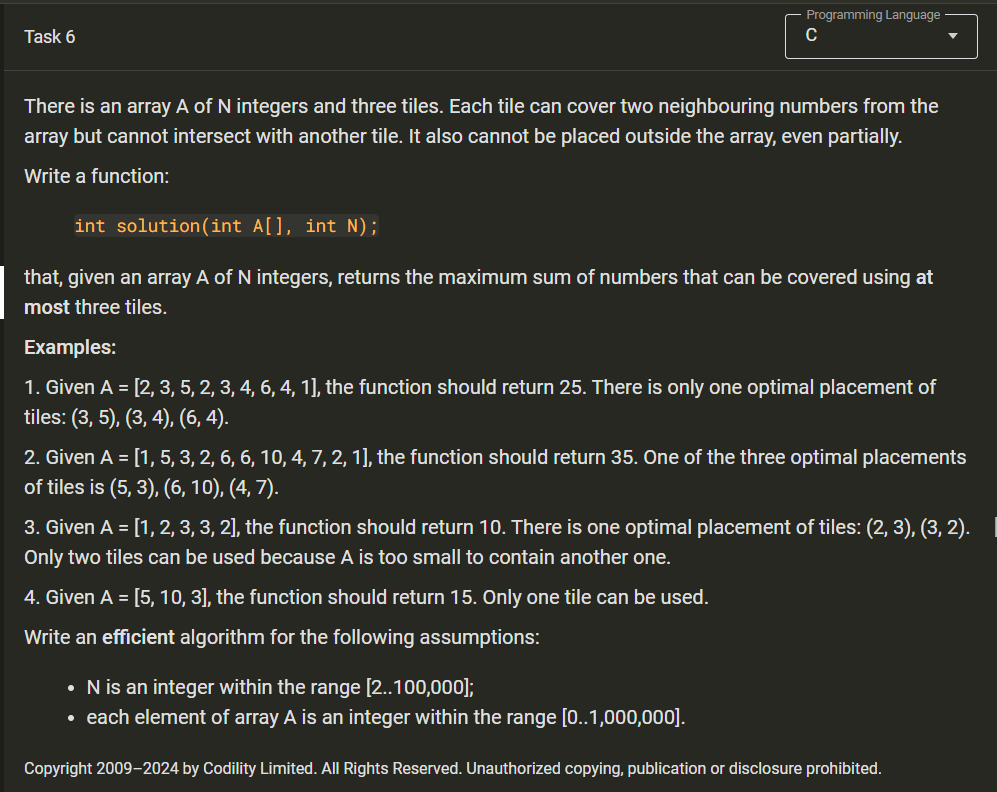 Programming Language
Task 6
C
There is an array A of N integers and three tiles. Each tile can cover two neighbouring numbers from the
array but cannot intersect with another tile. It also cannot be placed outside the array, even partially.
Write a function:
int solution(int A[], int N);
that, given an array A of N integers, returns the maximum sum of numbers that can be covered using at
most three tiles.
Examples:
1. Given A = [2, 3, 5, 2, 3, 4, 6, 4, 1], the function should return 25. There is only one optimal placement of
tiles: (3, 5), (3, 4), (6, 4).
2. Given A = [1, 5, 3, 2, 6, 6, 10, 4, 7, 2, 1], the function should return 35. One of the three optimal placements
of tiles is (5, 3), (6, 10), (4, 7).
3. Given A = [1, 2, 3, 3, 2], the function should return 10. There is one optimal placement of tiles: (2, 3), (3, 2).
Only two tiles can be used because A is too small to contain another one.
4. Given A = [5, 10, 3], the function should return 15. Only one tile can be used.
Write an efficient algorithm for the following assumptions:
• N is an integer within the range [2..100,000];
• each element of array A is an integer within the range [0..1,000,000].
Copyright 2009–2024 by Codility Limited. All Rights Reserved. Unauthorized copying, publication or disclosure prohibited.